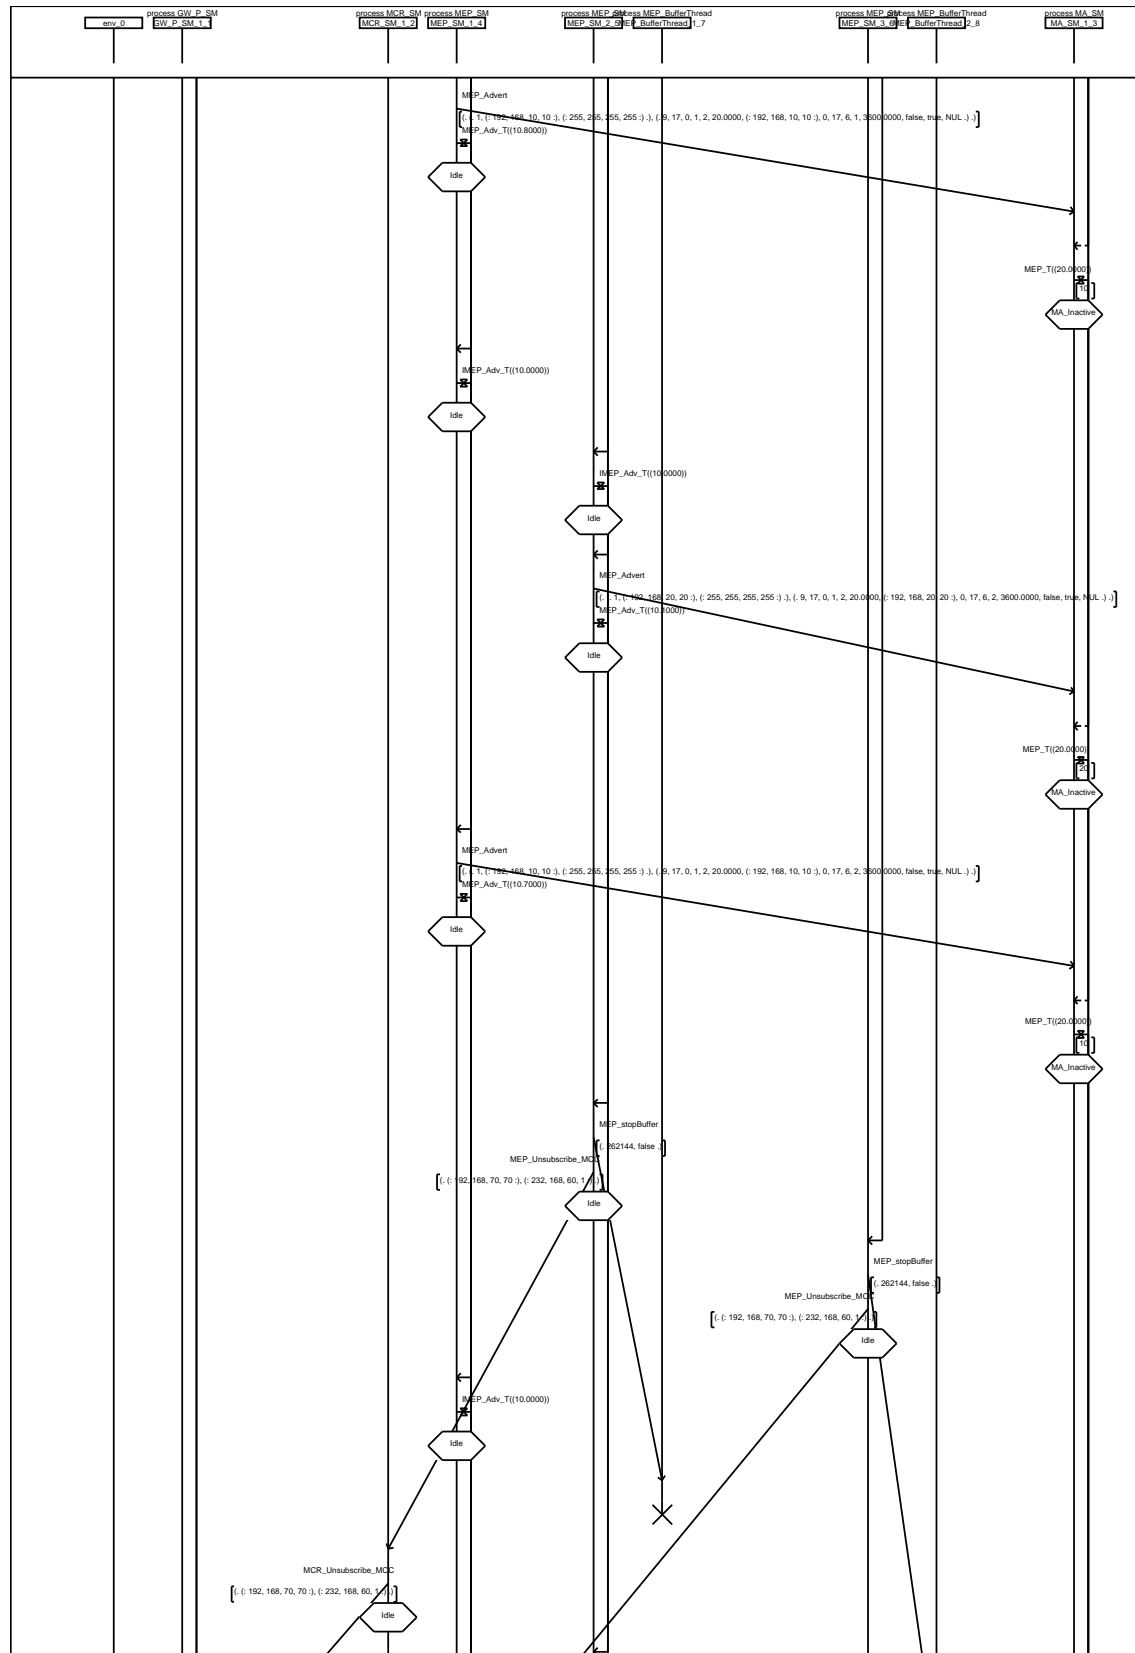 process GW_P_SM
process MCR_SM
process MEP_SM
process MEP_SM
process MEP_BufferThread
process MEP_SM
process MEP_BufferThread
process MA_SM
env_0
GW_P_SM_1_1
MCR_SM_1_2
MEP_SM_1_4
MEP_SM_2_5
MEP_BufferThread_1_7
MEP_SM_3_6
MEP_BufferThread_2_8
MA_SM_1_3
MEP_Advert
(. (. 1, (: 192, 168, 10, 10 :), (: 255, 255, 255, 255 :) .), (. 9, 17, 0, 1, 2, 20.0000, (: 192, 168, 10, 10 :), 0, 17, 6, 1, 3600.0000, false, true, NUL .) .)
MEP_Adv_T((10.8000))
Idle
MEP_T((20.0000))
10
MA_Inactive
IMEP_Adv_T((10.0000))
Idle
IMEP_Adv_T((10.0000))
Idle
MEP_Advert
(. (. 1, (: 192, 168, 20, 20 :), (: 255, 255, 255, 255 :) .), (. 9, 17, 0, 1, 2, 20.0000, (: 192, 168, 20, 20 :), 0, 17, 6, 2, 3600.0000, false, true, NUL .) .)
MEP_Adv_T((10.1000))
Idle
MEP_T((20.0000))
20
MA_Inactive
MEP_Advert
(. (. 1, (: 192, 168, 10, 10 :), (: 255, 255, 255, 255 :) .), (. 9, 17, 0, 1, 2, 20.0000, (: 192, 168, 10, 10 :), 0, 17, 6, 2, 3600.0000, false, true, NUL .) .)
MEP_Adv_T((10.7000))
Idle
MEP_T((20.0000))
10
MA_Inactive
MEP_stopBuffer
(. 262144, false .)
MEP_Unsubscribe_MCC
(. (: 192, 168, 70, 70 :), (: 232, 168, 60, 1 :) .)
Idle
MEP_stopBuffer
(. 262144, false .)
MEP_Unsubscribe_MCC
(. (: 192, 168, 70, 70 :), (: 232, 168, 60, 1 :) .)
Idle
IMEP_Adv_T((10.0000))
Idle
MCR_Unsubscribe_MCC
(. (: 192, 168, 70, 70 :), (: 232, 168, 60, 1 :) .)
Idle